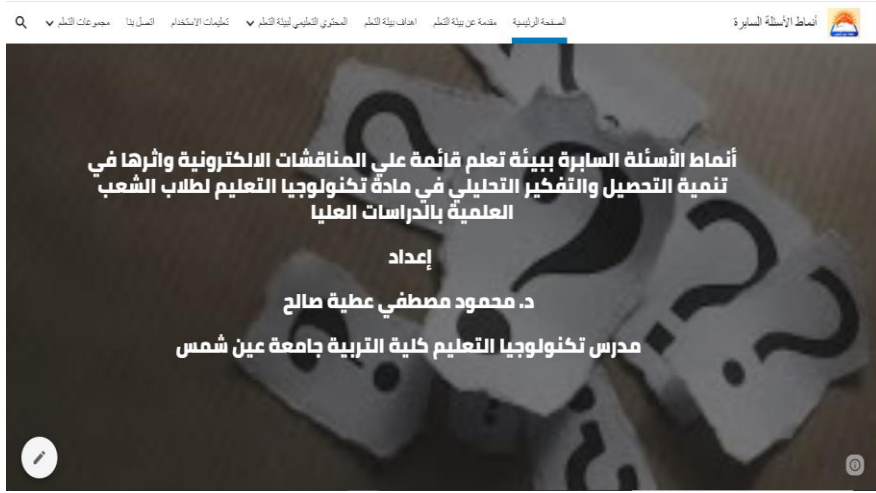 أنماط الأسئلة السابرة
الصفحة الرئيسية
مقدمة عن بيئة التعلم
اهداف بيئة التعلم
المحتوي التعليمي لبيئة التعلم
تعليمات الاستخدام
اتصل بنا
مجموعات التعلم
أنماط الأسئلة السابرة ببيئة تعلم قائمة علي المناقشات الالكترونية واثرها في
تنمية التحصيل والتفكير التحليلي في مادة تكنولوجيا التعليم لطلاب الشعب
العلمية بالدراسات العليا
إعداد
د. محمود مصطفي عطية صالح
مدرس تكنولوجيا التعليم كلية التربية جامعة عين شمس